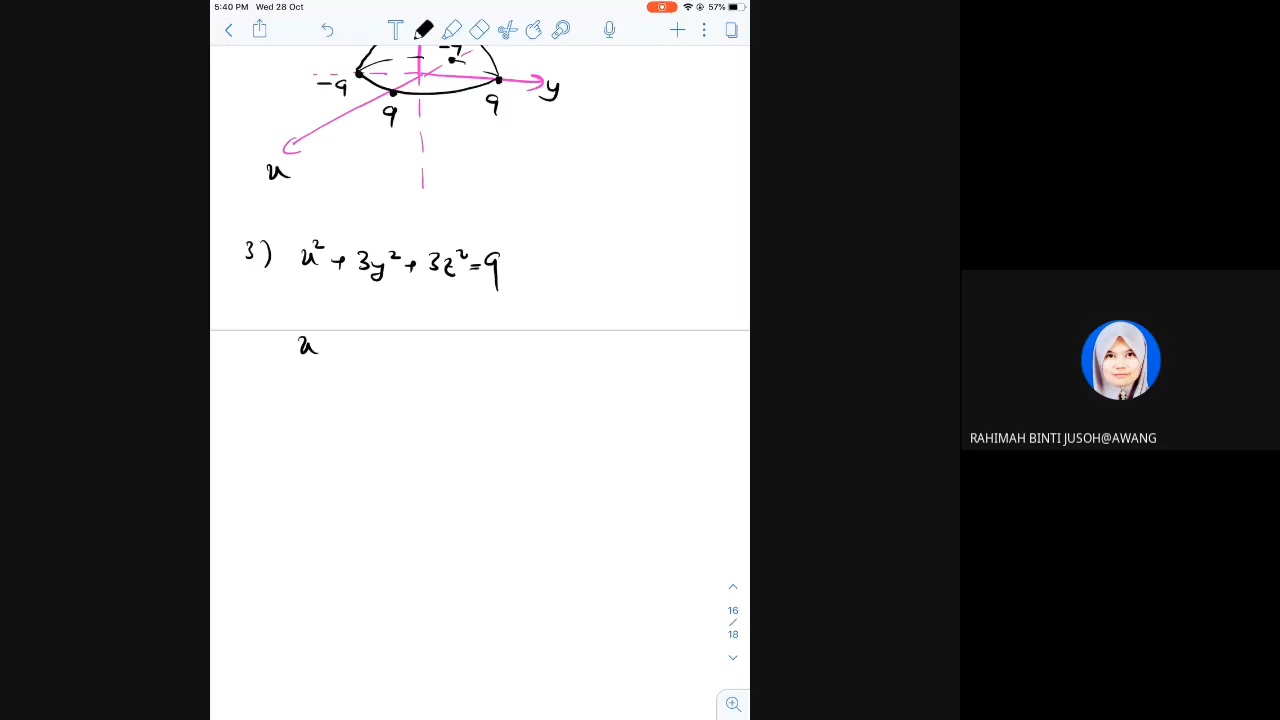 5:40 PM Wed 28 Oct
57%
T
-7
-9
9
9
y
x
3) x² + 3y² + 3z² = 9
x
16
/
18
RAHIMAH BINTI JUSOH@AWANG